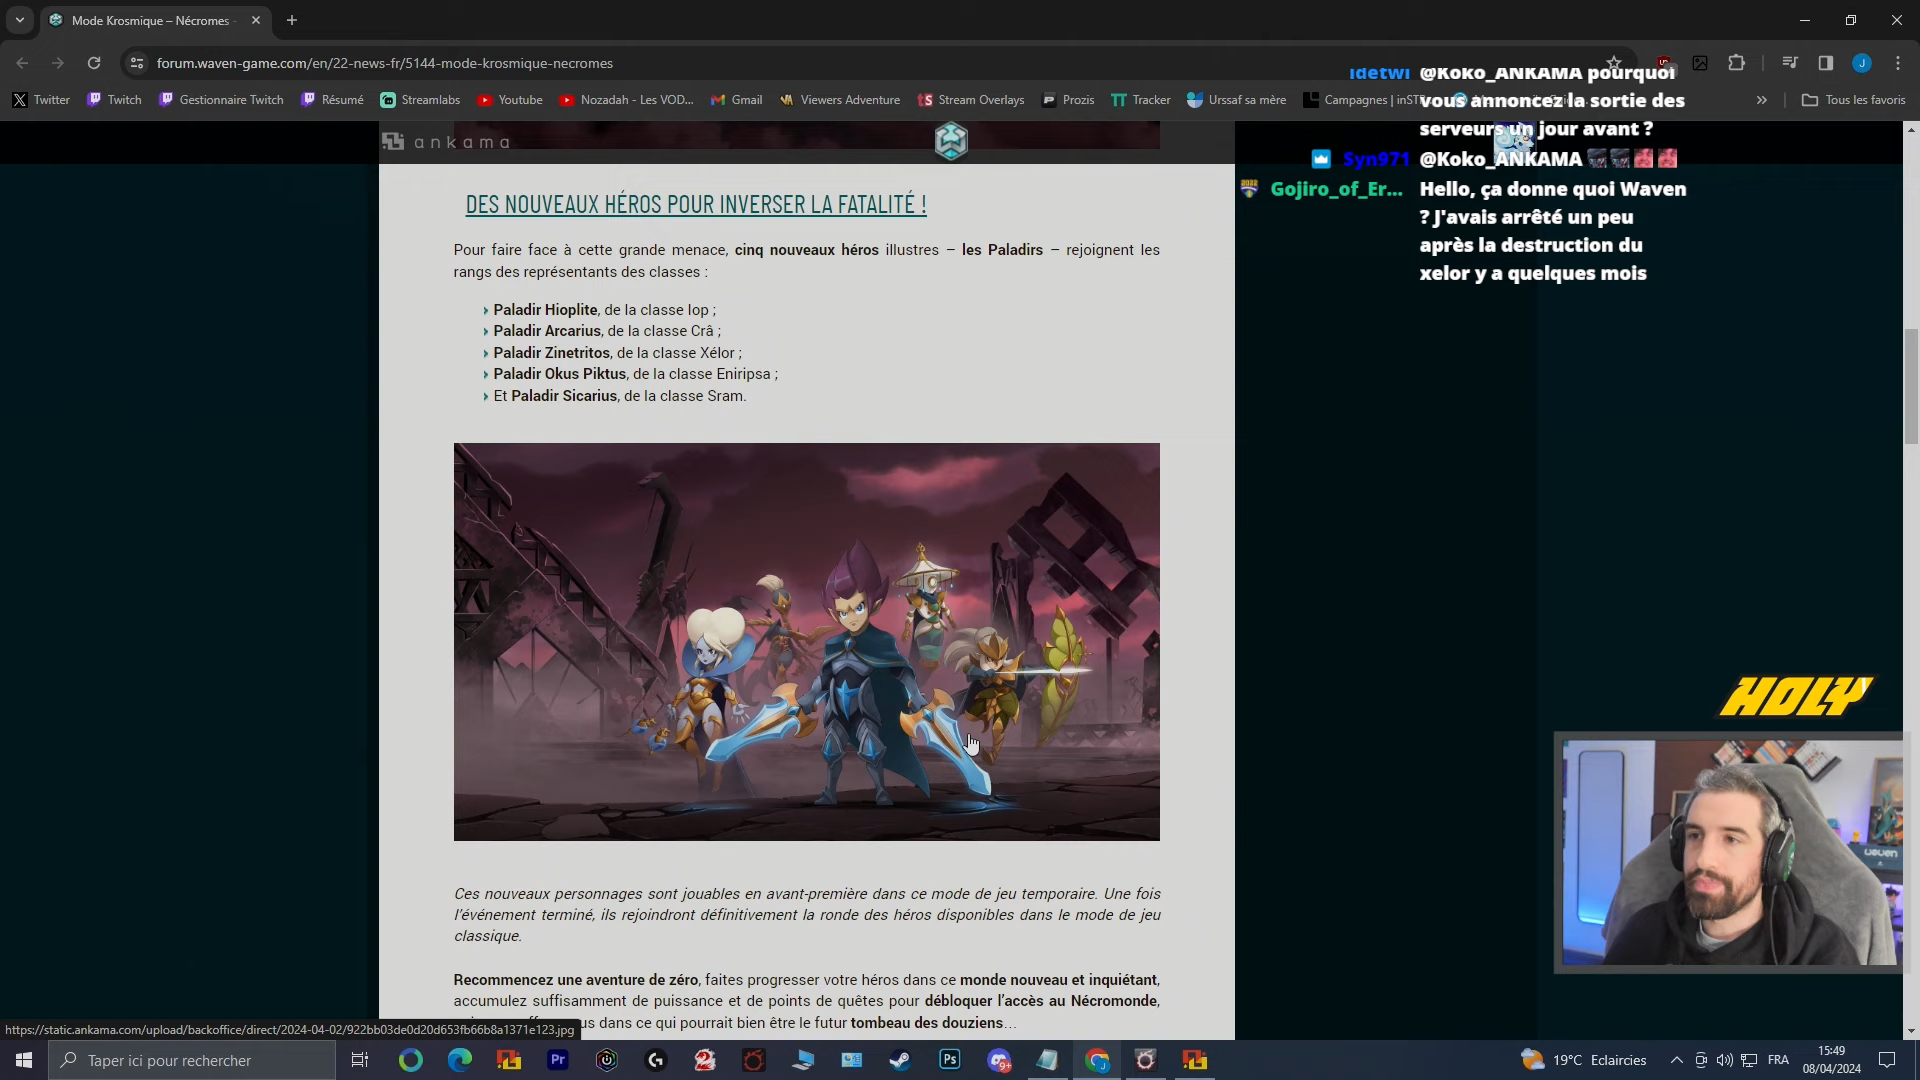 Mode Krosmique – Nécromes -
forum.waven-game.com/en/22-news-fr/5144-mode-krosmique-necromes
Twitter
Twitch
Gestionnaire Twitch
Résumé
Streamlabs
Youtube
Nozadah - Les VOD...
Gmail
Viewers Adventure
Stream Overlays
Prozis
Tracker
Urssaf sa mère
Tous les favoris
ankama
@Koko_ANKAMA pourquoi
vous annoncez la sortie des
serveurs un jour avant ?
Syn971 @Koko_ANKAMA
Gojiro_of_Er... Hello, ça donne quoi Waven
? J'avais arrêté un peu
après la destruction du
xelor y a quelques mois
DES NOUVEAUX HÉROS POUR INVERSER LA FATALITÉ !
Pour faire face à cette grande menace, cinq nouveaux héros illustres – les Paladirs – rejoignent les
rangs des représentants des classes :
Paladir Hioplite, de la classe Iop ;
Paladir Arcarius, de la classe Crâ ;
Paladir Zinetritos, de la classe Xélor ;
Paladir Okus Piktus, de la classe Eniripsa ;
Et Paladir Sicarius, de la classe Sram.
HOLY
Ces nouveaux personnages sont jouables en avant-première dans ce mode de jeu temporaire. Une fois
l'événement terminé, ils rejoindront définitivement la ronde des héros disponibles dans le mode de jeu
classique.
Recommencez une aventure de zéro, faites progresser votre héros dans ce monde nouveau et inquiétant,
accumulez suffisamment de puissance et de points de quêtes pour débloquer l'accès au Nécromonde,
us dans ce qui pourrait bien être le futur tombeau des douziens...
https://static.ankama.com/upload/backoffice/direct/2024-04-02/922bb03de0d20d653fb66b8a1371e123.jpg
Taper ici pour rechercher
19°C Eclaircies
FRA
15:49
08/04/2024